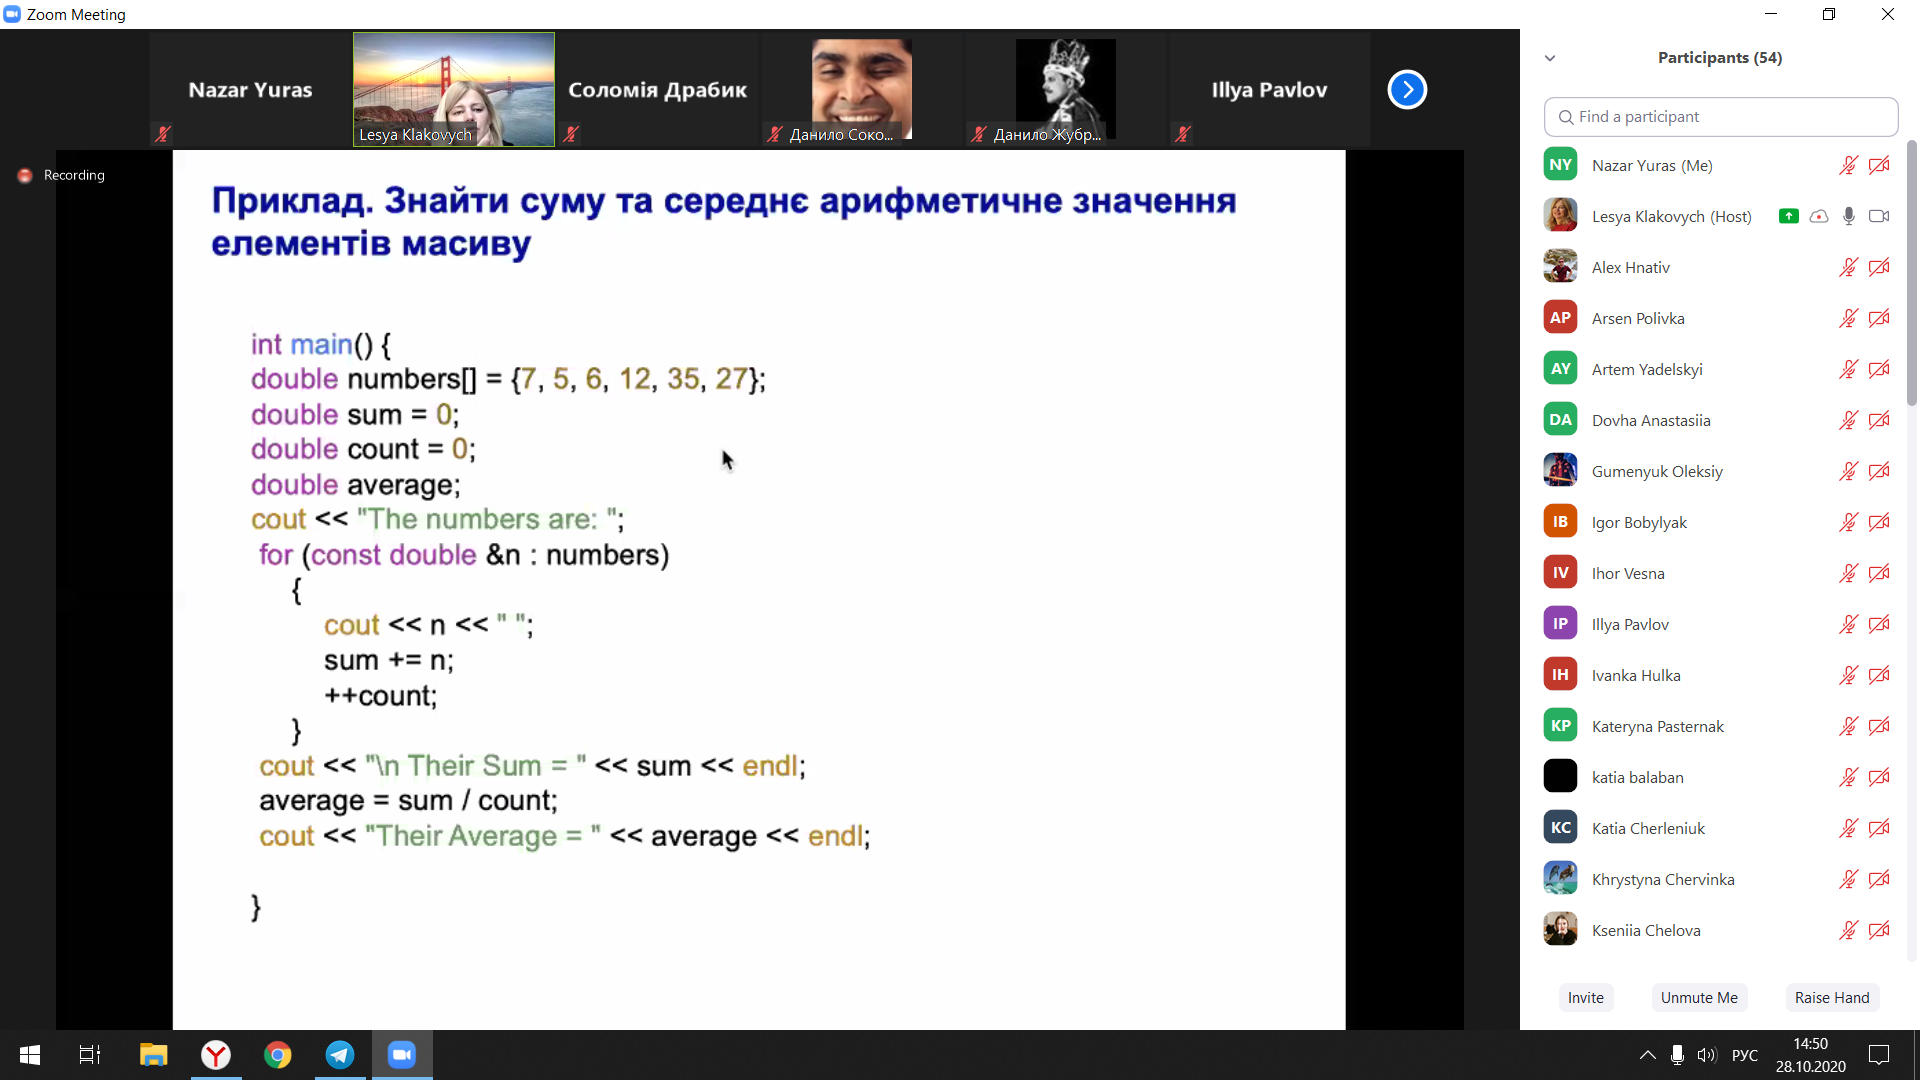 Zoom Meeting
Nazar Yuras
Lesya Klakovych
Соломія Драбик
Данило Соко...
Данило Жубр...
Illya Pavlov
Recording
Приклад. Знайти суму та середнє арифметичне значення
елементів масиву
int main() {
double numbers[] = {7, 5, 6, 12, 35, 27};
double sum = 0;
double count = 0;
double average;
cout << "The numbers are: ";
for (const double &n : numbers)
{
cout << n << " ";
sum += n;
++count;
}
cout << "\n Their Sum = " << sum << endl;
average = sum / count;
cout << "Their Average = " << average << endl;
}
Participants (54)
Find a participant
NY Nazar Yuras (Me)
Lesya Klakovych (Host)
Alex Hnativ
AP Arsen Polivka
AY Artem Yadelskyi
DA Dovha Anastasiia
Gumenyuk Oleksiy
IB Igor Bobylyak
IV Ihor Vesna
IP Illya Pavlov
IH Ivanka Hulka
KP Kateryna Pasternak
katia balaban
KC Katia Cherleniuk
Khrystyna Chervinka
Kseniia Chelova
Invite Unmute Me Raise Hand
РУС
14:50
28.10.2020